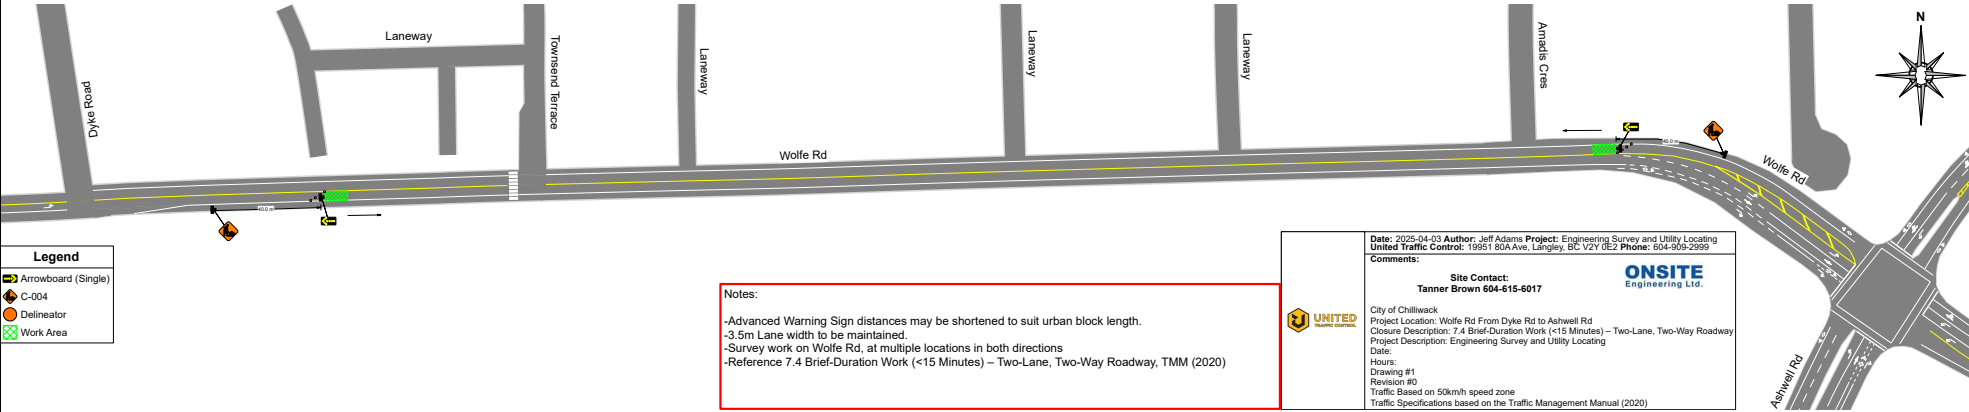 Laneway
N
Townsend Terrace
Laneway
Laneway
Laneway
Amadis Cres
Dyke Road
Wolfe Rd
40.0 m
Wolfe Rd
40.0 m
Legend
Arrowboard (Single)
C-004
Delineator
Work Area
Notes:
-Advanced Warning Sign distances may be shortened to suit urban block length.
-3.5m Lane width to be maintained.
-Survey work on Wolfe Rd, at multiple locations in both directions
-Reference 7.4 Brief-Duration Work (<15 Minutes) – Two-Lane, Two-Way Roadway, TMM (2020)
UNITED
TRAFFIC CONTROL
Date: 2025-04-03 Author: Jeff Adams Project: Engineering Survey and Utility Locating
United Traffic Control: 19951 80A Ave, Langley, BC V2Y 0E2 Phone: 604-909-2999
Comments:
Site Contact:
Tanner Brown 604-615-6017
ONSITE
Engineering Ltd.
City of Chilliwack
Project Location: Wolfe Rd From Dyke Rd to Ashwell Rd
Closure Description: 7.4 Brief-Duration Work (<15 Minutes) – Two-Lane, Two-Way Roadway
Project Description: Engineering Survey and Utility Locating
Date:
Hours:
Drawing #1
Revision #0
Traffic Based on 50km/h speed zone
Traffic Specifications based on the Traffic Management Manual (2020)
Ashwell Rd